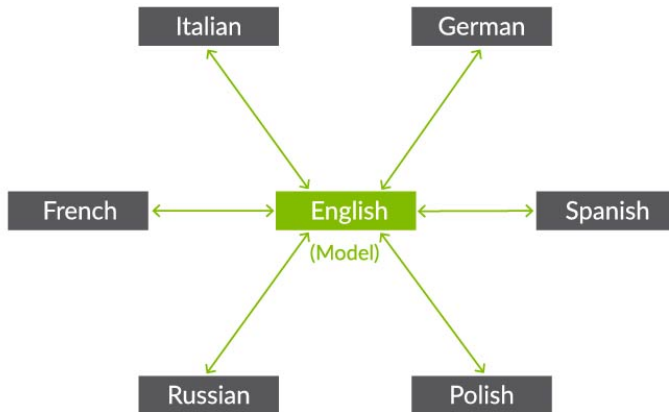 Italian
German
French
English
Spanish
(Model)
Russian
Polish